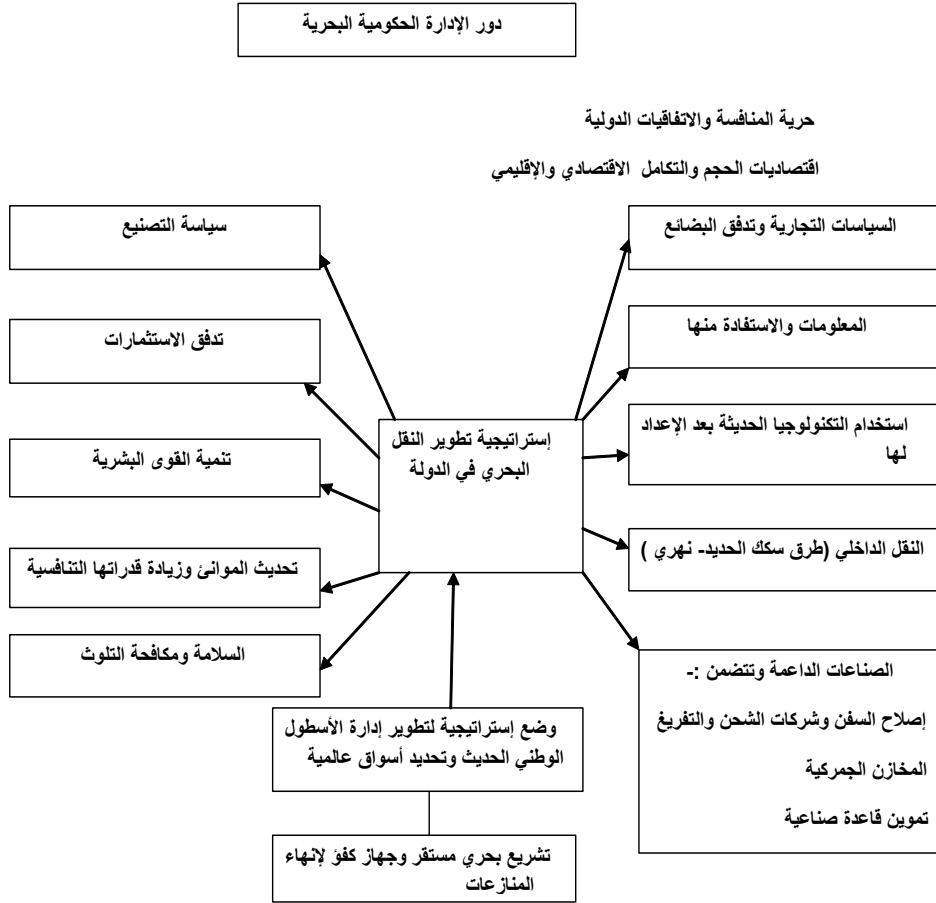 دور الإدارة الحكومية البحرية
حرية المنافسة والاتفاقيات الدولية
اقتصاديات الحجم والتكامل الاقتصادي والإقليمي
السياسات التجارية وتدفق البضائع
سياسة التصنيع
المعلومات والاستفادة منها
تدفق الاستثمارات
استخدام التكنولوجيا الحديثة بعد الإعداد
لها
إستراتيجية تطوير النقل
البحري في الدولة
تنمية القوى البشرية
النقل الداخلي (طرق سكك الحديد- نهري )
تحديث الموانئ وزيادة قدراتها التنافسية
السلامة ومكافحة التلوث
الصناعات الداعمة وتتضمن :-
إصلاح السفن وشركات الشحن والتفريغ
المخازن الجمركية
تموين قاعدة صناعية
وضع إستراتيجية لتطوير إدارة الأسطول
الوطني الحديث وتحديد أسواق عالمية
تشريع بحري مستقر وجهاز كفؤ لإنهاء
المنازعات